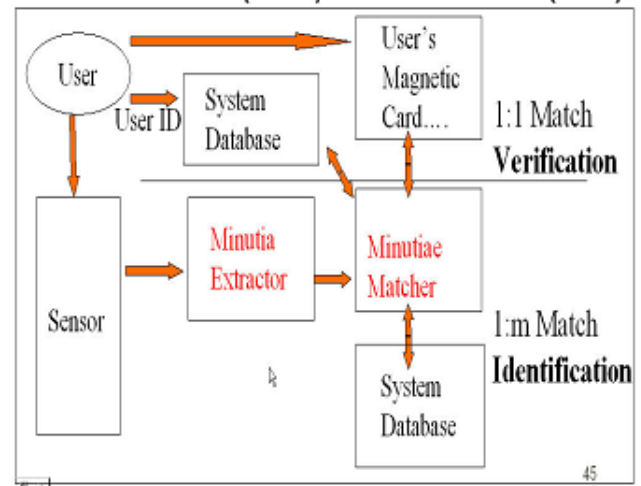 User's
Magnetic
Card....
User
System
Database
User ID
1:1 Match
Verification
Minutia
Extractor
Minutiae
Matcher
Sensor
1:m Match
Identification
System
Database
45